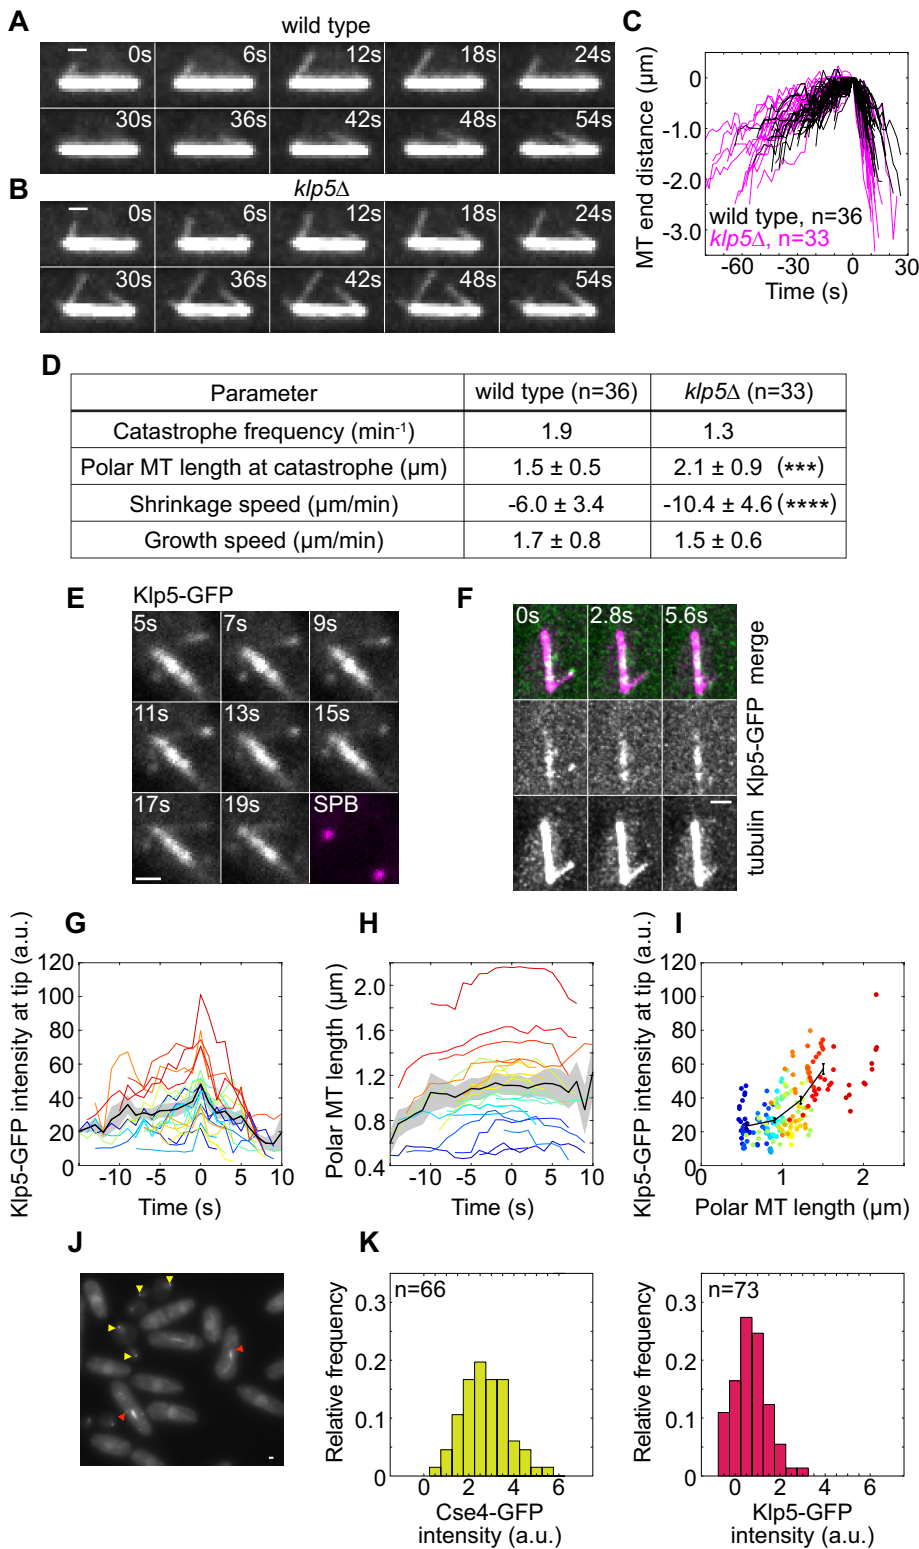 A
wild type
0s 6s 12s 18s 24s
30s 36s 42s 48s 54s
B
klp5Δ
0s 6s 12s 18s 24s
30s 36s 42s 48s 54s
C
MT end distance (μm)
0
-1.0
-2.0
-3.0
wild type, n=36
klp5Δ, n=33
-60 -30 0 30
Time (s)
D
Parameter wild type (n=36) klp5Δ (n=33)
Catastrophe frequency (min⁻¹) 1.9 1.3
Polar MT length at catastrophe (μm) 1.5 ± 0.5 2.1 ± 0.9 (***)
Shrinkage speed (μm/min) -6.0 ± 3.4 -10.4 ± 4.6 (****)
Growth speed (μm/min) 1.7 ± 0.8 1.5 ± 0.6
E
Klp5-GFP
5s 7s 9s
11s 13s 15s
17s 19s SPB
F
0s 2.8s 5.6s
merge
Klp5-GFP
tubulin
G
Klp5-GFP intensity at tip (a.u.)
120
100
80
60
40
20
0
-10 -5 0 5 10
Time (s)
H
Polar MT length (μm)
2.0
1.6
1.2
0.8
0.4
-10 -5 0 5 10
Time (s)
I
Klp5-GFP intensity at tip (a.u.)
120
100
80
60
40
20
0
0 1 2
Polar MT length (μm)
J
K
Relative frequency
n=66
0.3
0.2
0.1
0
0 2 4 6
Cse4-GFP
intensity (a.u.)
Relative frequency
n=73
0.3
0.2
0.1
0
0 2 4 6
Klp5-GFP
intensity (a.u.)